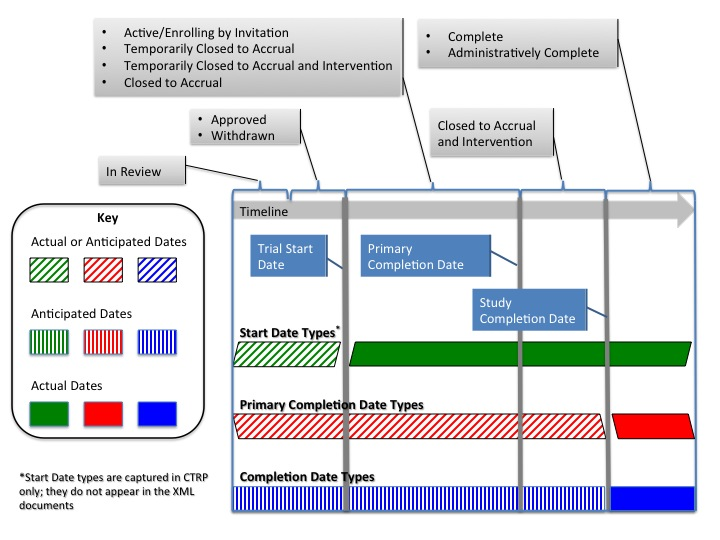 • Active/Enrolling by Invitation
• Temporarily Closed to Accrual
• Temporarily Closed to Accrual and Intervention
• Closed to Accrual
• Complete
• Administratively Complete
• Approved
• Withdrawn
Closed to Accrual
and Intervention
In Review
Timeline
Trial Start
Date
Primary
Completion Date
Study
Completion Date
Start Date Types*
Primary Completion Date Types
Completion Date Types
Key
Actual or Anticipated Dates
Anticipated Dates
Actual Dates
*Start Date types are captured in CTRP
only; they do not appear in the XML
documents